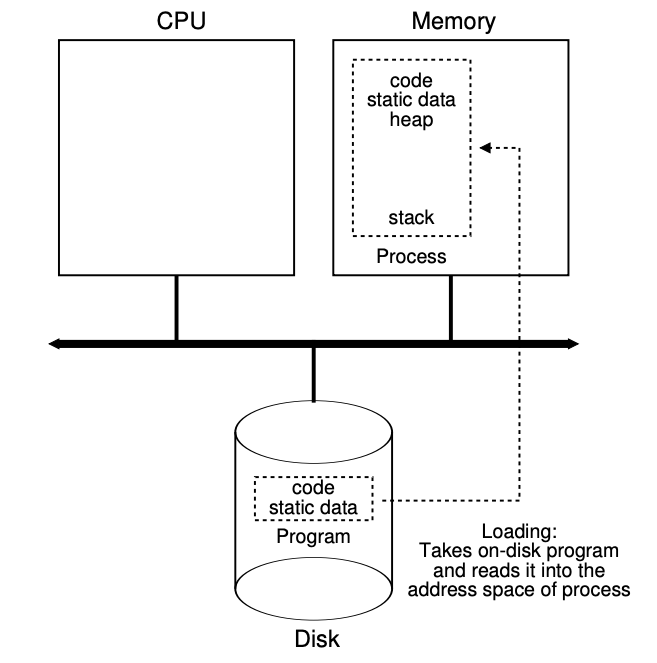 CPU
Memory
code
static data
heap
stack
Process
code
static data
Program
Loading:
Takes on-disk program
and reads it into the
address space of process
Disk